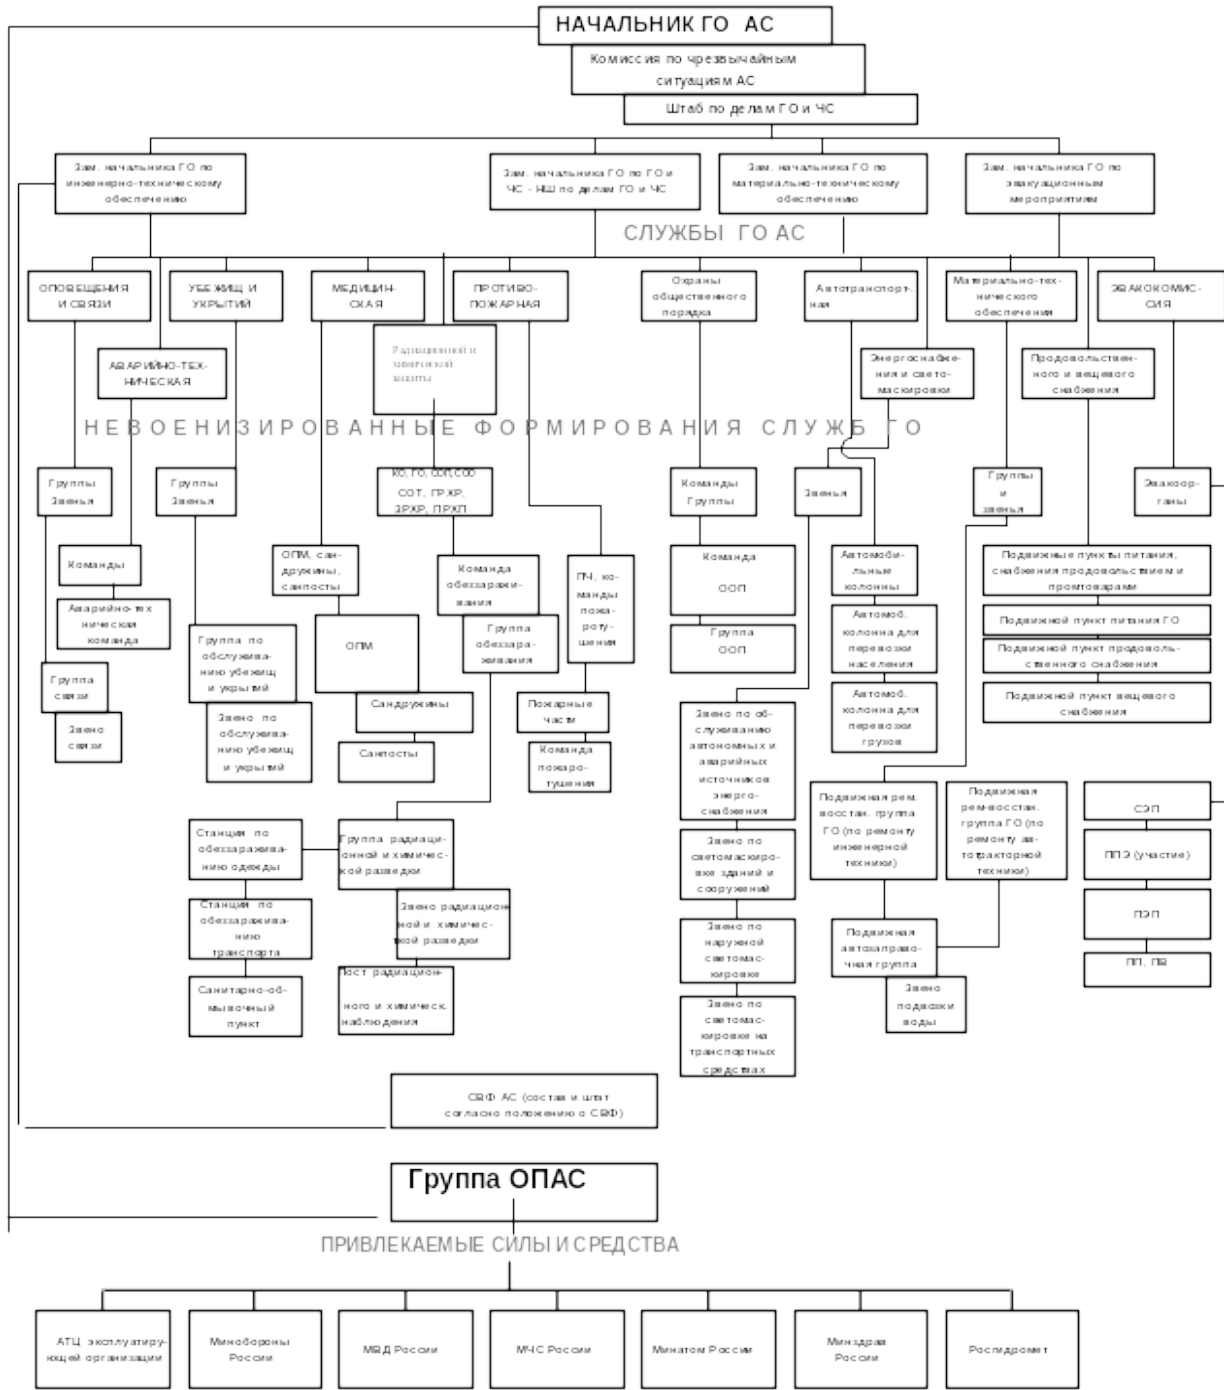 НАЧАЛЬНИК ГО АС
Комиссия по чрезвычайным
ситуациям АС
Штаб по делам ГО и ЧС
Зам. начальника ГО по
инженерно-техническому
обеспечению
Зам. начальника ГО по ГО и
ЧС - НШ по делам ГО и ЧС
Зам. начальника ГО по
материально-техническому
обеспечению
Зам. начальника ГО по
эвакуационным
мероприятиям
СЛУЖБЫ ГО АС
ОПОВЕЩЕНИЯ
И СВЯЗИ
УБЕЖИЩ И
УКРЫТИЙ
МЕДИЦИН-
СКАЯ
ПРОТИВО-
ПОЖАРНАЯ
Охраны
общественного
порядка
Автотранспорт-
ная
Материально-тех-
нического
обеспечения
ЭВАКОКОМИС-
СИЯ
АВАРИЙНО-ТЕХ-
НИЧЕСКАЯ
Радиационной и
химической
защиты
Энергоснабже-
ния и свето-
маскировки
Продовольствен-
ного и вещевого
снабжения
НЕВОЕНИЗИРОВАННЫЕ ФОРМИРОВАНИЯ СЛУЖБ ГО
Группы
Звенья
Группы
Звенья
КО, ГО, СОП, СОО
СОТ, ГРХР,
ЗРХР, ПРХП
Команды
Группы
Звенья
Группы
и
звенья
Эвакоор-
ганы
Команды
Аварийно-тех
ническая
команда
ОПМ, сан-
дружины,
санпосты
Команда
обеззаражи-
вания
ПЧ, ко-
манды
пожа-
роту-
шения
Команда
ООП
Автомоби-
льные
колонны
Подвижные пункты питания,
снабжения продовольствием и
промтоварами
Группа
связи
Звено
связи
Группа по
обслужива-
нию убежищ
и укрытий
Звено по
обслужива-
нию убежищ
и укрытий
ОПМ
Сандружины
Санпосты
Группа
обеззара-
живания
Пожарные
части
Команда
пожаро-
тушения
Группа
ООП
Автомоб.
колонна для
перевозки
населения
Автомоб.
колонна для
перевозки
грузов
Подвижной пункт питания ГО
Подвижной пункт продоволь-
ственного снабжения
Подвижной пункт вещевого
снабжения
Звено по об-
служиванию
автономных и
аварийных
источников
энерго-
снабжения
Подвижная рем.
восстан. группа
ГО (по ремонту
инженерной
техники)
Подвижная
рем-восстан.
группа ГО (по
ремонту ав-
тотракторной
техники)
СЭП
ППЭ (участие)
ПЭП
ПП, ПВ
Станция по
обеззаражива-
нию одежды
Группа радиаци-
онной и химичес-
кой разведки
Звено по
светомаскиро-
вке зданий и
сооружений
Станция по
обеззаражива-
нию
транспорта
Звено радиацион
ной и химичес-
кой разведки
Звено по
наружной
светомас-
кировке
Подвижная
автозаправо-
чная группа
Звено
подвозки
воды
Санитарно-об-
мывочный
пункт
Пост радиацион-
ного и химическ.
наблюдения
Звено по
светомас-
кировке на
транспортных
средствах
СВФ АС (состав и штат
согласно положению о СВФ)
Группа ОПАС
ПРИВЛЕКАЕМЫЕ СИЛЫ И СРЕДСТВА
АТЦ эксплуатиру-
ющей организации
Минобороны
России
МВД России
МЧС России
Минатом России
Минздрав
России
Росгидромет